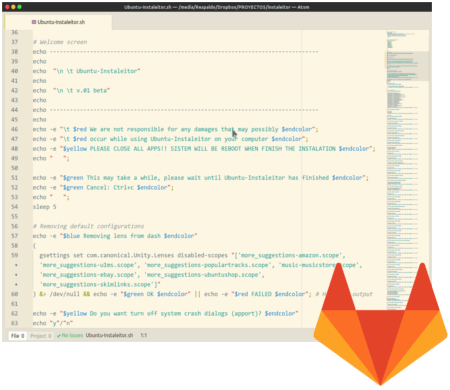 Ubuntu-Instaleitor.sh — /media/Respaldo/Dropbox/PROYECTOS/Instaleitor — Atom
Ubuntu-Instaleitor.sh
36
37 # Welcome screen
38 echo ----------------------------------------------------------------
39 echo
40 echo "\n \t Ubuntu-Instaleitor"
41 echo
42 echo "\n \t v.01 beta"
43 echo
44 echo ----------------------------------------------------------------
45 echo
46 echo -e "\t $red We are not responsible for any damages that may possibly $endcolor";
47 echo -e "\t $red occur while using Ubuntu-Instaleitor on your computer $endcolor";
48 echo -e "$yellow PLEASE CLOSE ALL APPS!! SISTEM WILL BE REBOOT WHEN FINISH THE INSTALATION $endcolor";
49 echo " ";
50
51 echo -e "$green This may take a while, please wait until Ubuntu-Instaleitor has Finished $endcolor";
52 echo -e "$green Cancel: Ctrl+c $endcolor";
53 echo " ";
54 sleep 5
55
56 # Removing default configurations
57 echo -e "$blue Removing lens from dash $endcolor"
58 {
59 gsettings set com.canonical.Unity.Lenses disabled-scopes "['more_suggestions-amazon.scope',
• 'more_suggestions-u1ms.scope', 'more_suggestions-populartracks.scope', 'music-musicstore.scope',
• 'more_suggestions-ebay.scope', 'more_suggestions-ubuntushop.scope',
• 'more_suggestions-skimlinks.scope']"
60 } &> /dev/null && echo -e "$green OK $endcolor" || echo -e "$red FAILED $endcolor"; # output
61
62 echo -e "$yellow Do you want turn off system crash dialogs (apport)? $endcolor"
63 echo "y"/"n"
File 0 Project 0 No Issues Ubuntu-Instaleitor.sh